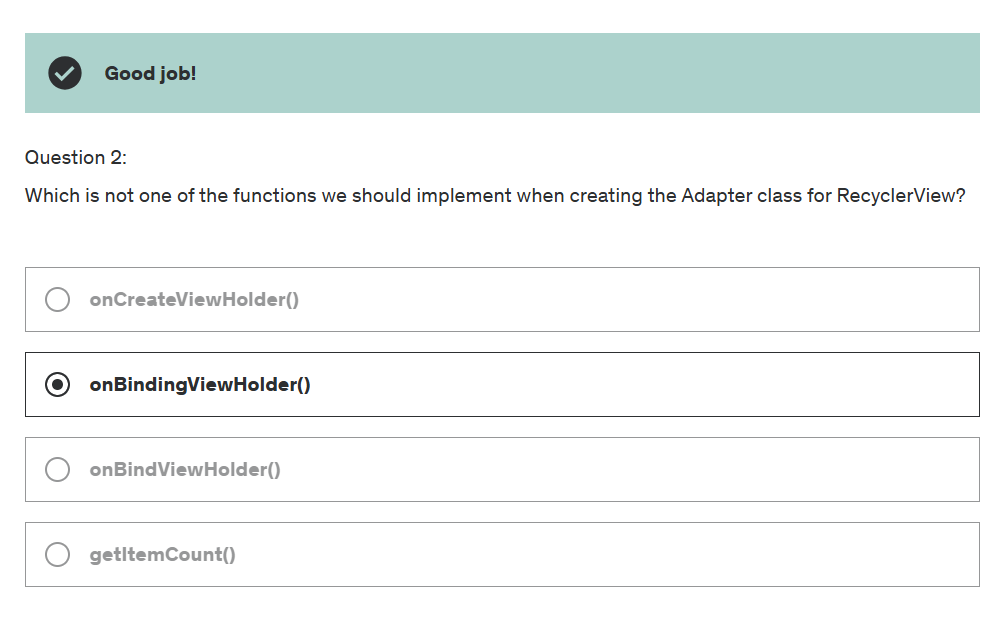 Good job!
Question 2:
Which is not one of the functions we should implement when creating the Adapter class for RecyclerView?
onCreateViewHolder()
onBindingViewHolder()
onBindViewHolder()
getItemCount()